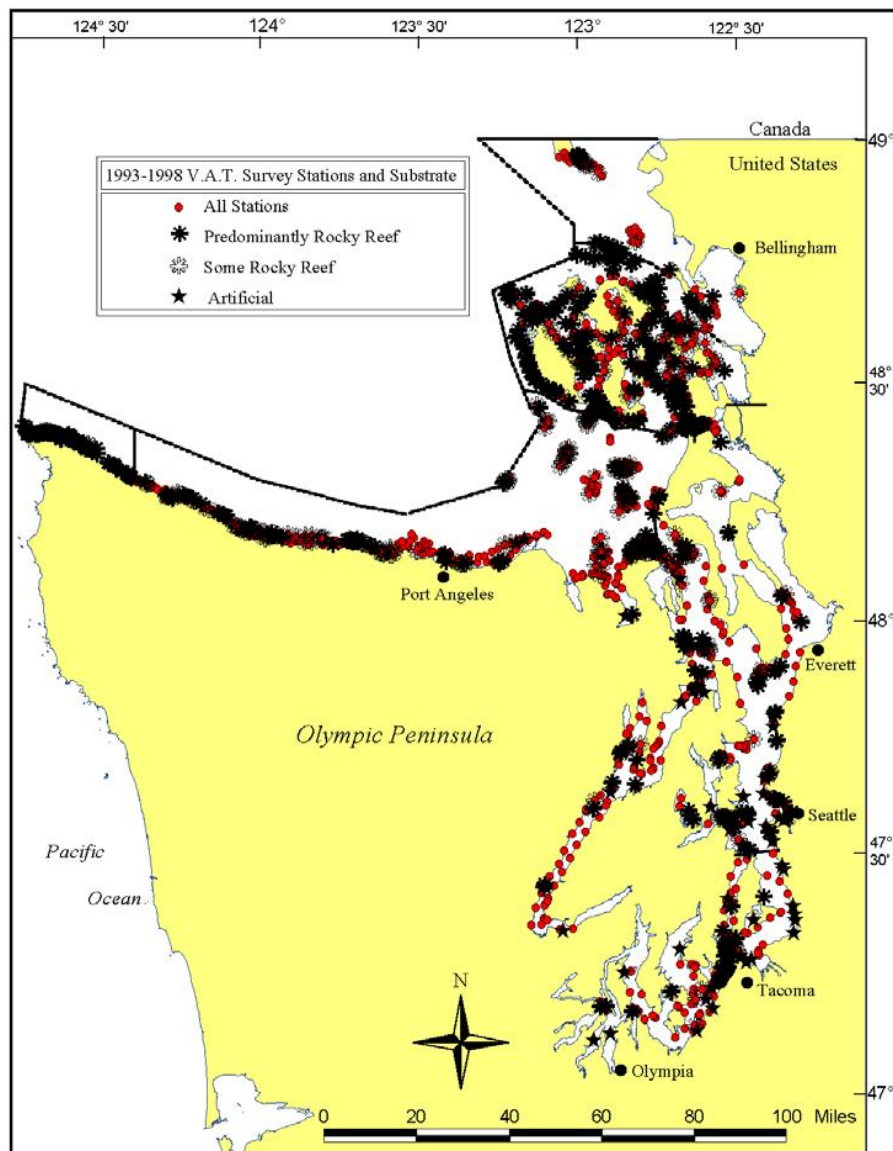 124° 30'
124°
123° 30'
123°
122° 30'
Canada
49°
United States
1993-1998 V.A.T. Survey Stations and Substrate
All Stations
Predominantly Rocky Reef
Some Rocky Reef
Artificial
Bellingham
48°
30'
Port Angeles
48°
Everett
Olympic Peninsula
Seattle
47°
30'
Pacific
Ocean
N
Tacoma
Olympia
47°
0 20 40 60 80 100 Miles